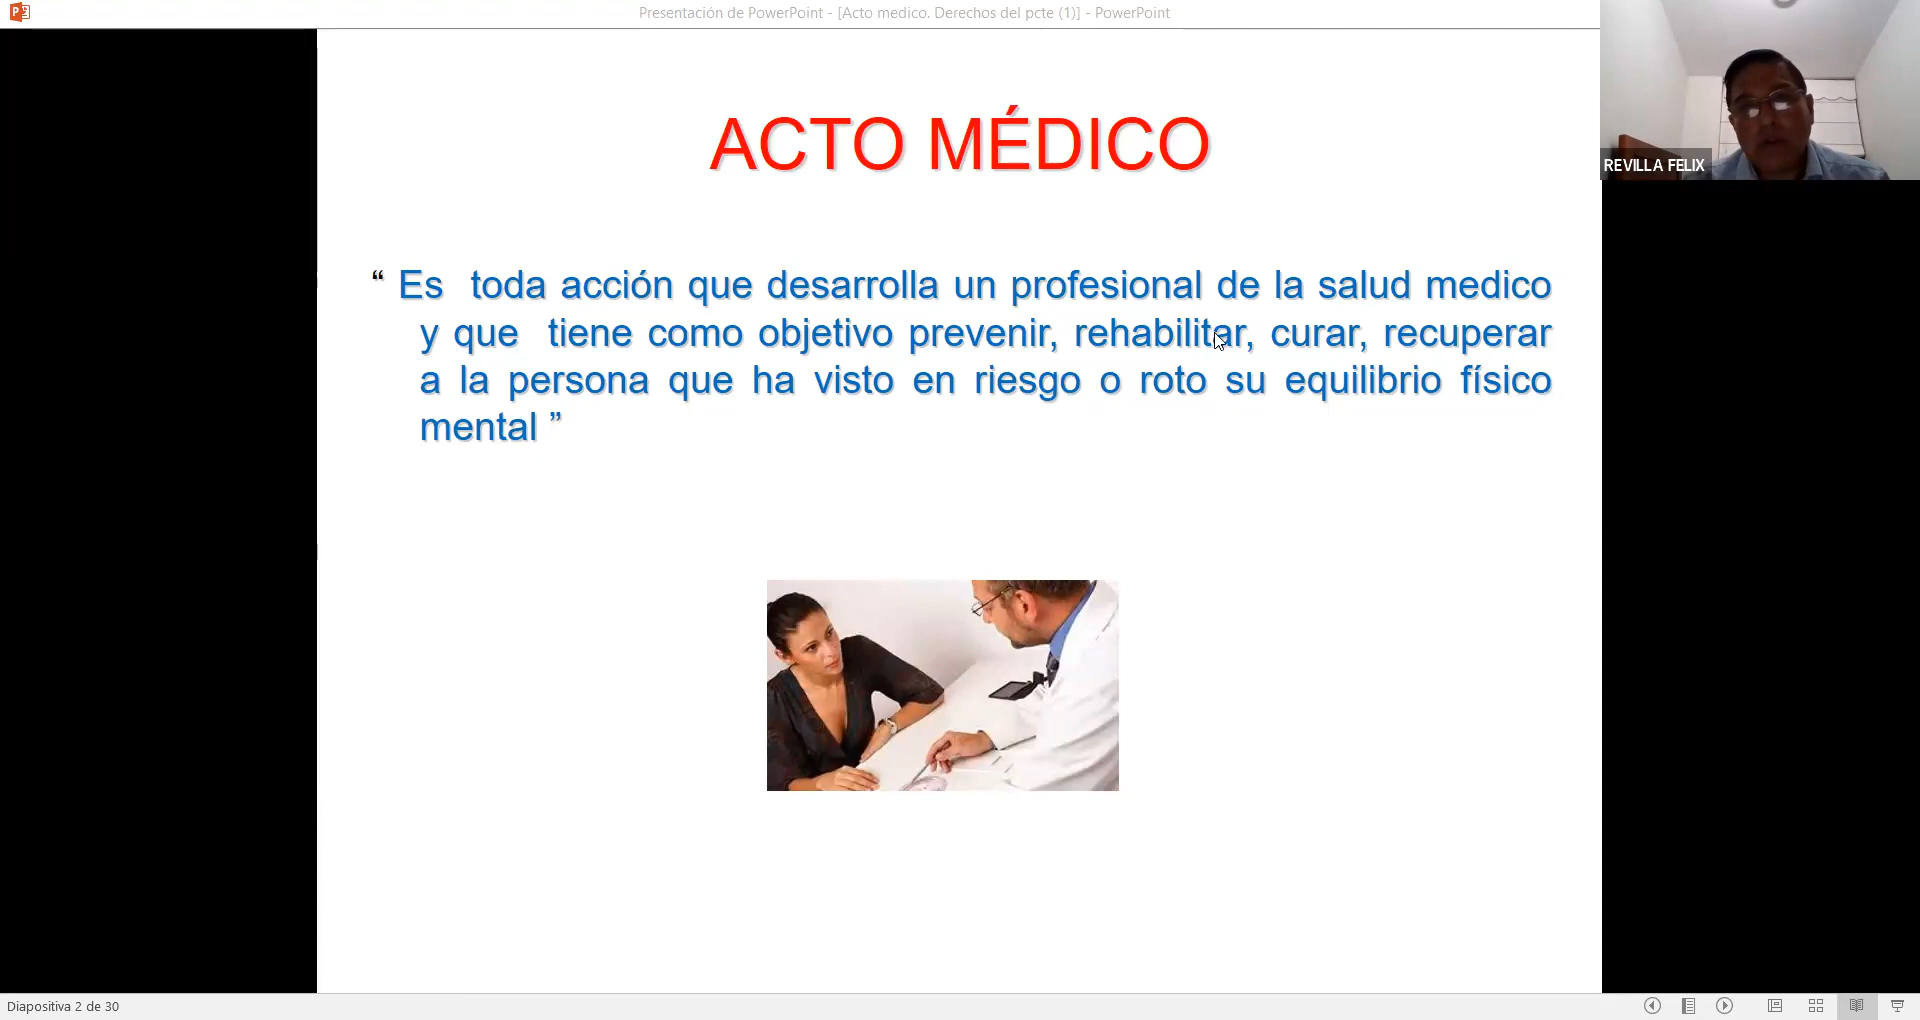 Presentación de PowerPoint - [Acto medico. Derechos del pcte (1)] - PowerPoint
ACTO MÉDICO
REVILLA FELIX
“ Es toda acción que desarrolla un profesional de la salud medico
y que tiene como objetivo prevenir, rehabilitar, curar, recuperar
a la persona que ha visto en riesgo o roto su equilibrio físico
mental ”
Diapositiva 2 de 30